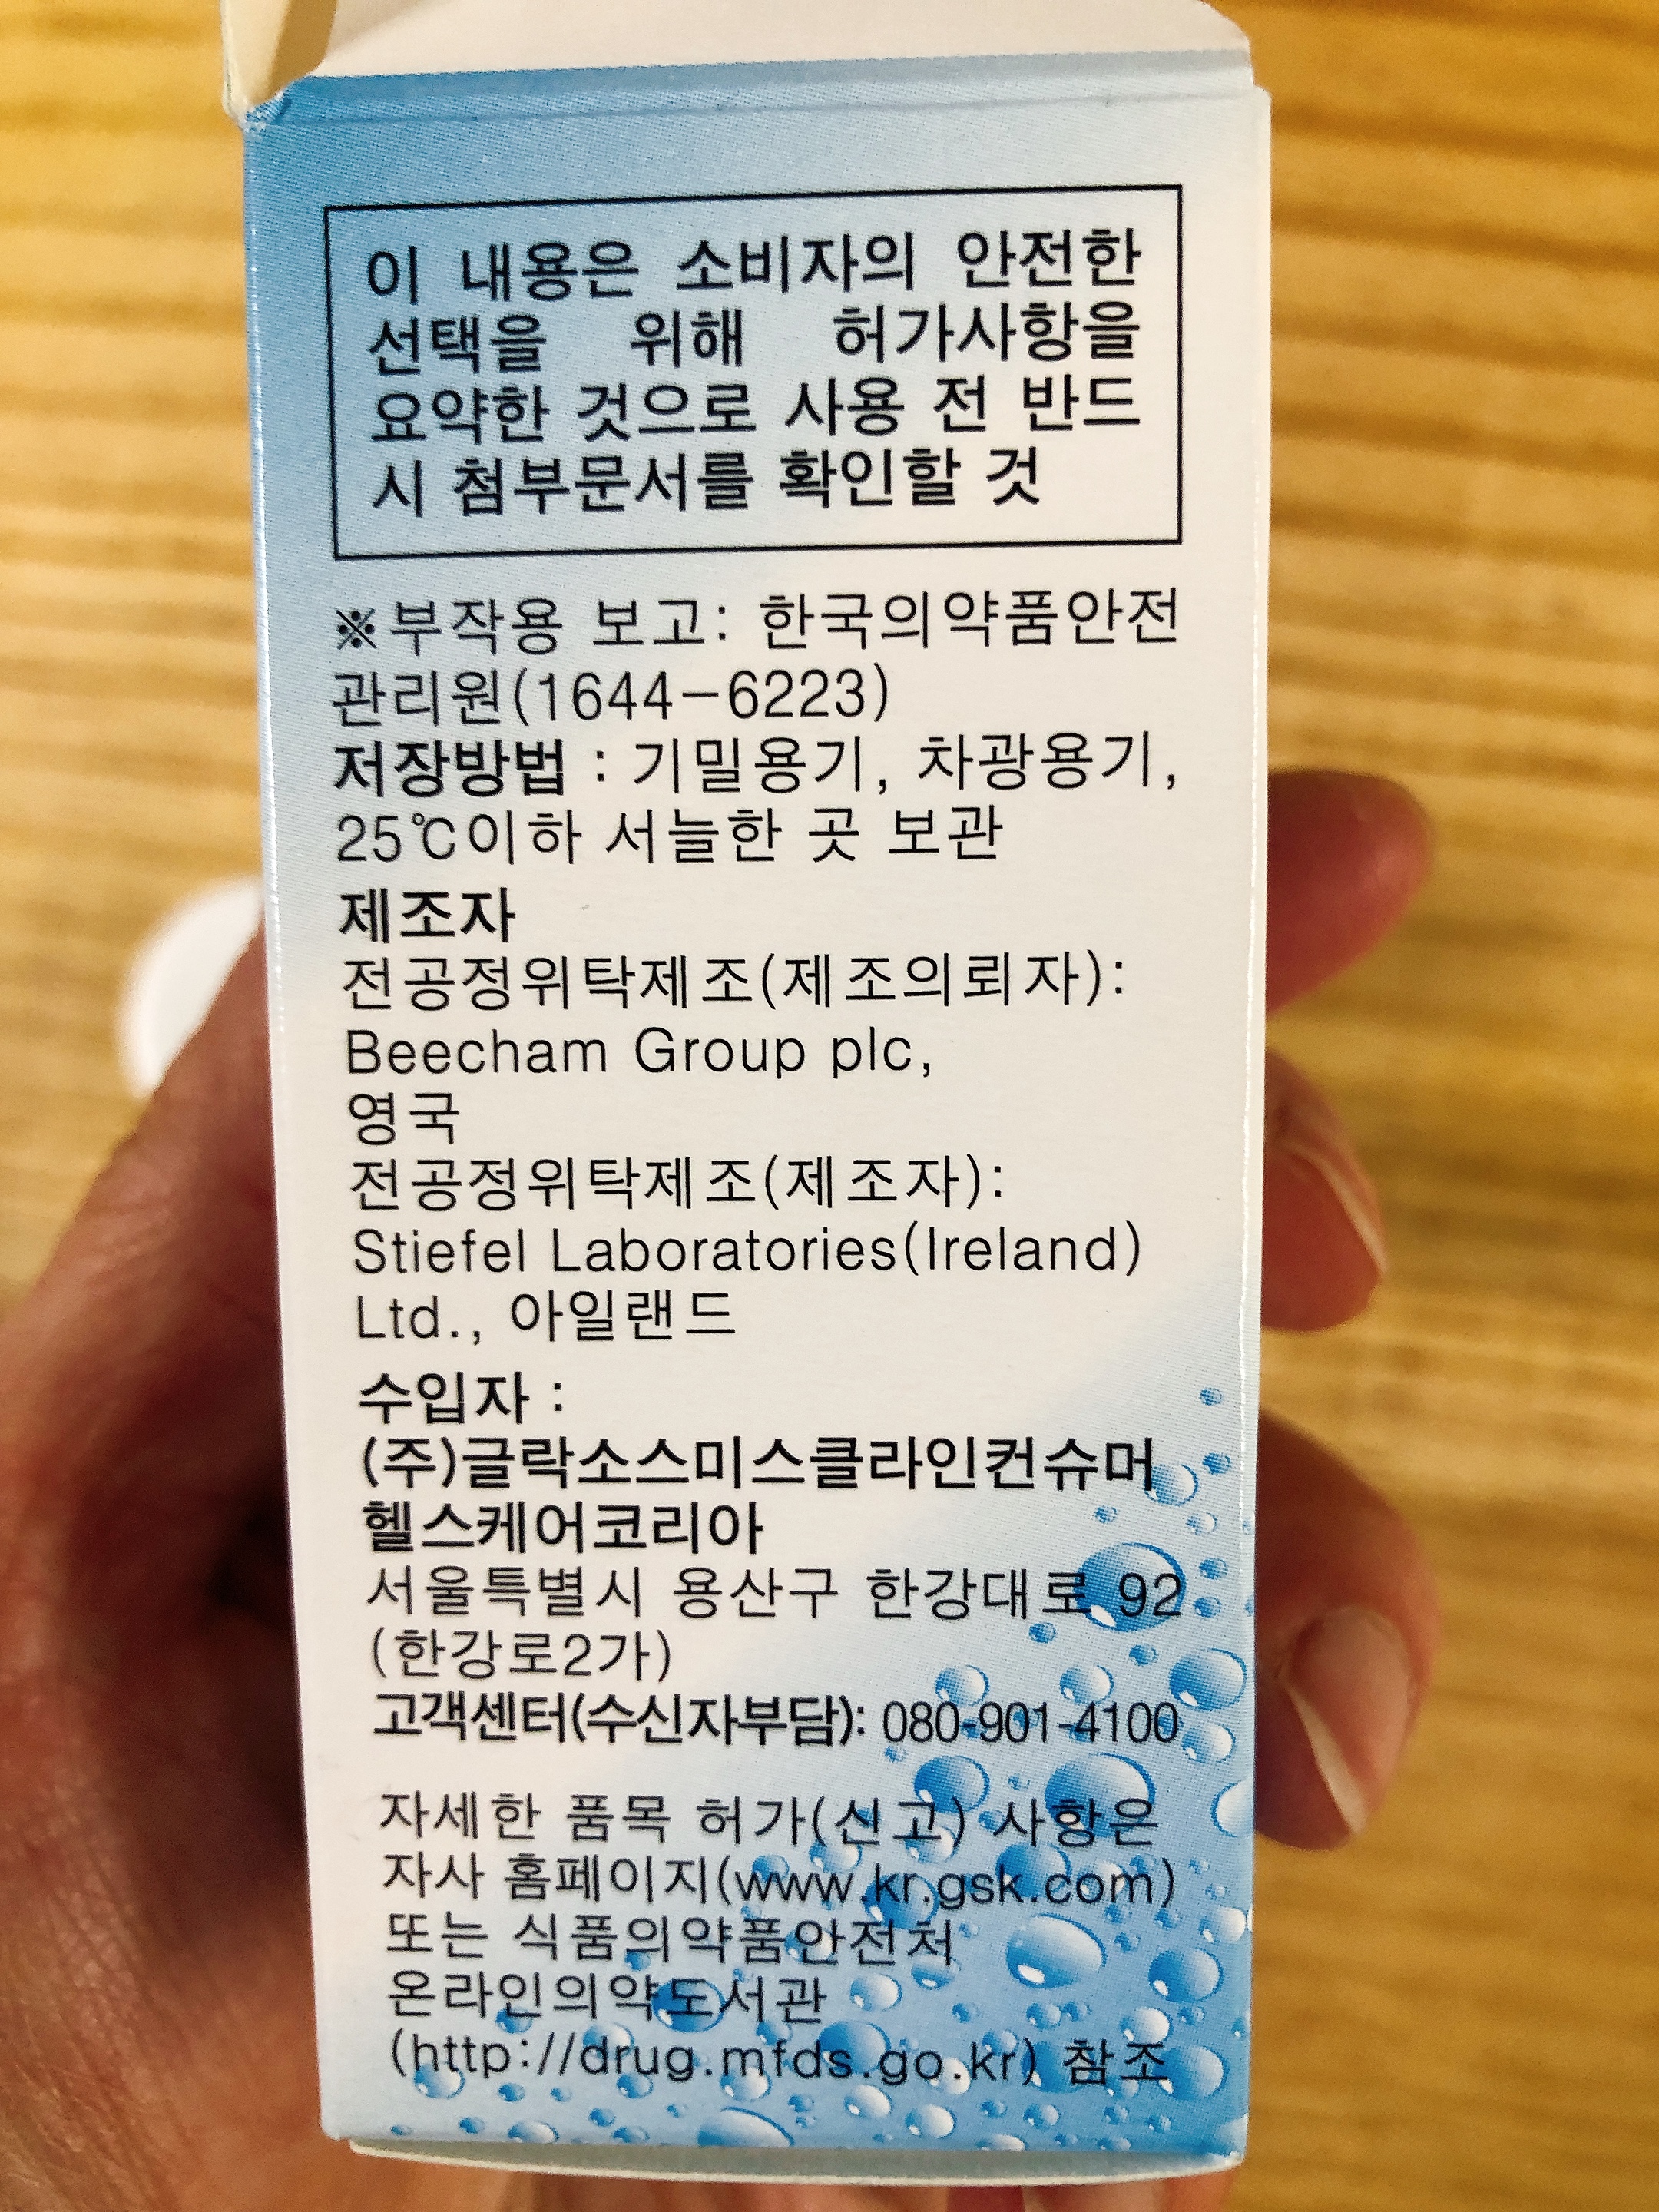 이 내용은 소비자의 안전한
선택을 위해 허가사항을
요약한 것으로 사용 전 반드
시 첨부문서를 확인할 것
※부작용 보고: 한국의약품안전
관리원(1644-6223)
저장방법 : 기밀용기, 차광용기,
25℃이하 서늘한 곳 보관
제조자
전공정위탁제조(제조의뢰자):
Beecham Group plc,
영국
전공정위탁제조(제조자):
Stiefel Laboratories(Ireland)
Ltd., 아일랜드
수입자 :
(주)글락소스미스클라인컨슈머
헬스케어코리아
서울특별시 용산구 한강대로 92
(한강로2가)
고객센터(수신자부담): 080-901-4100
자세한 품목 허가(신고) 사항은
자사 홈페이지(www.kr.gsk.com)
또는 식품의약품안전처
온라인의약도서관
(http://drug.mfds.go.kr) 참조